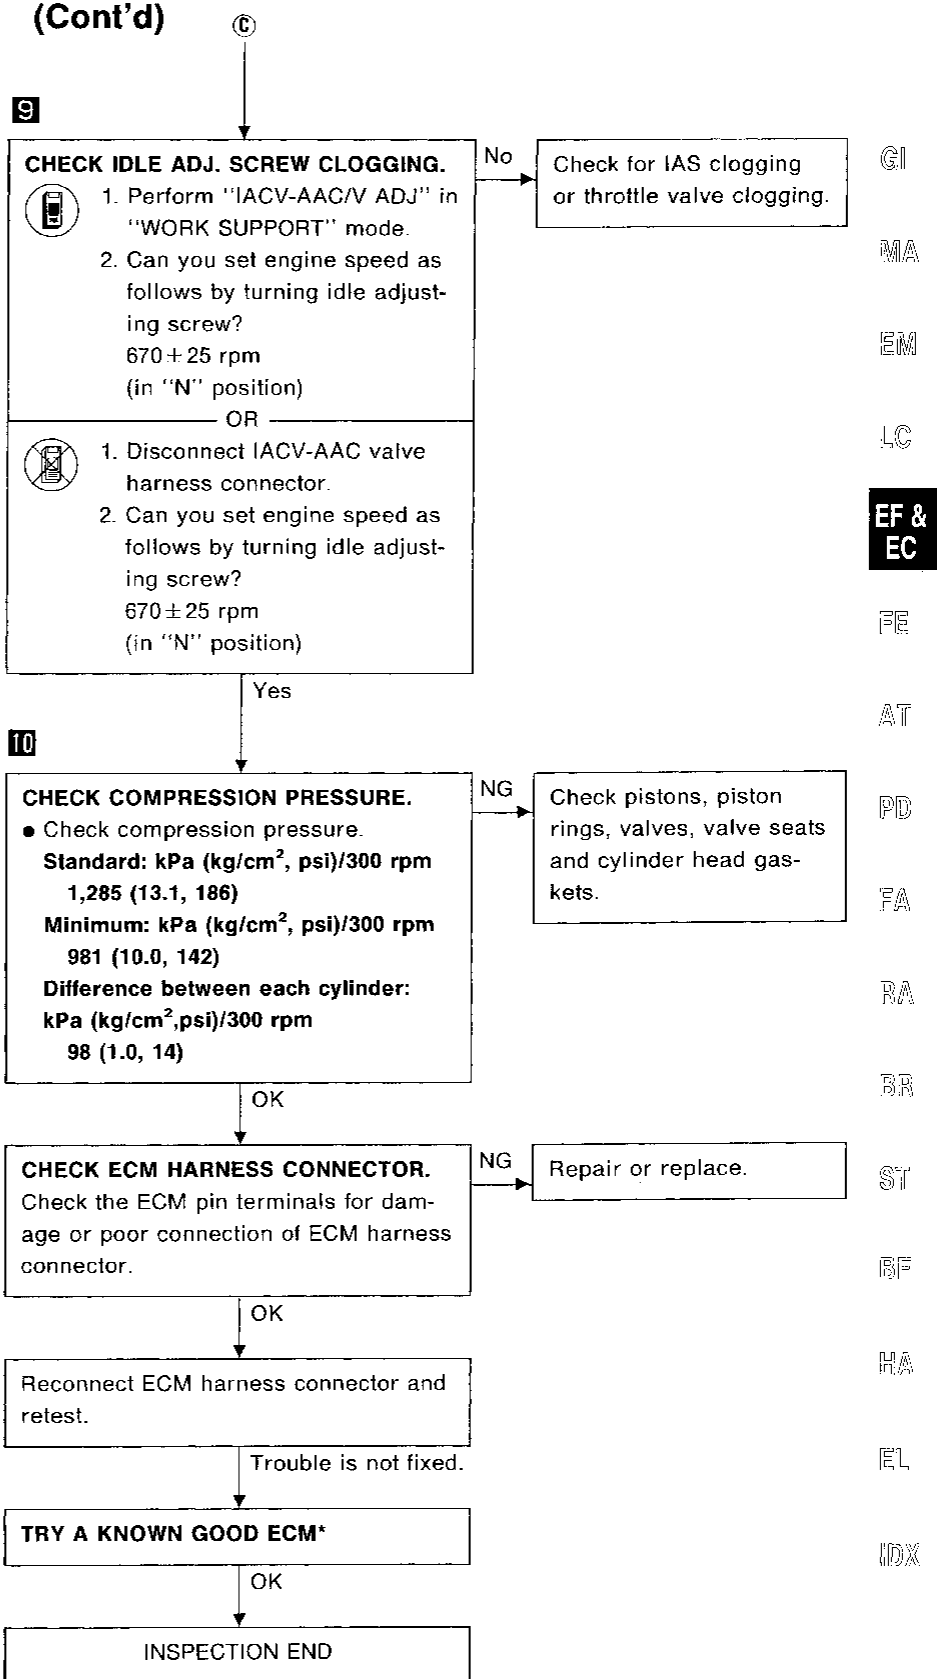 (Cont'd)
C
9
CHECK IDLE ADJ. SCREW CLOGGING.
1. Perform "IACV-AAC/V ADJ" in
"WORK SUPPORT" mode.
2. Can you set engine speed as
follows by turning idle adjust-
ing screw?
670±25 rpm
(in "N" position)
OR
1. Disconnect IACV-AAC valve
harness connector.
2. Can you set engine speed as
follows by turning idle adjust-
ing screw?
670±25 rpm
(in "N" position)
No
Check for IAS clogging
or throttle valve clogging.
Yes
10
CHECK COMPRESSION PRESSURE.
● Check compression pressure.
Standard: kPa (kg/cm², psi)/300 rpm
1,285 (13.1, 186)
Minimum: kPa (kg/cm², psi)/300 rpm
981 (10.0, 142)
Difference between each cylinder:
kPa (kg/cm²,psi)/300 rpm
98 (1.0, 14)
NG
Check pistons, piston
rings, valves, valve seats
and cylinder head gas-
kets.
OK
CHECK ECM HARNESS CONNECTOR.
Check the ECM pin terminals for dam-
age or poor connection of ECM harness
connector.
NG
Repair or replace.
OK
Reconnect ECM harness connector and
retest.
Trouble is not fixed.
TRY A KNOWN GOOD ECM*
OK
INSPECTION END
GI
MA
EM
LC
EF &
EC
FE
AT
PD
FA
RA
BR
ST
BF
HA
EL
IDX